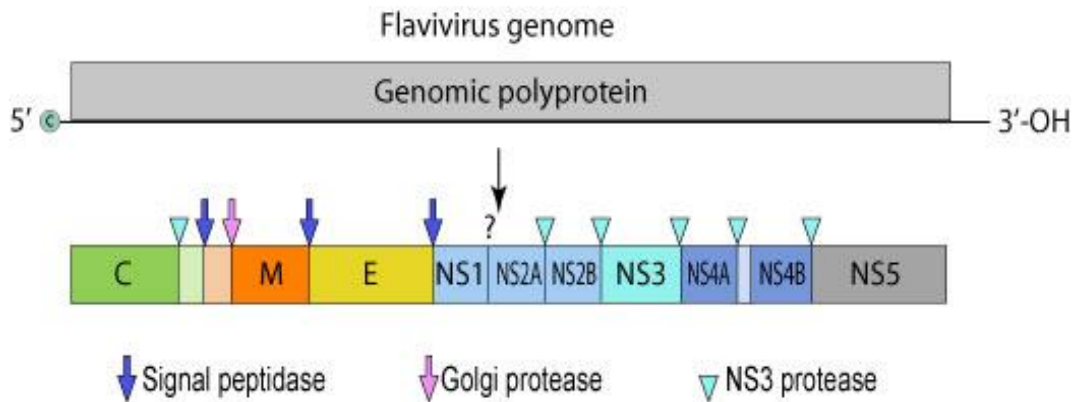 Flavivirus genome
Genomic polyprotein
5′ C 3′-OH
?
C M E NS1 NS2A NS2B NS3 NS4A NS4B NS5
Signal peptidase Golgi protease NS3 protease